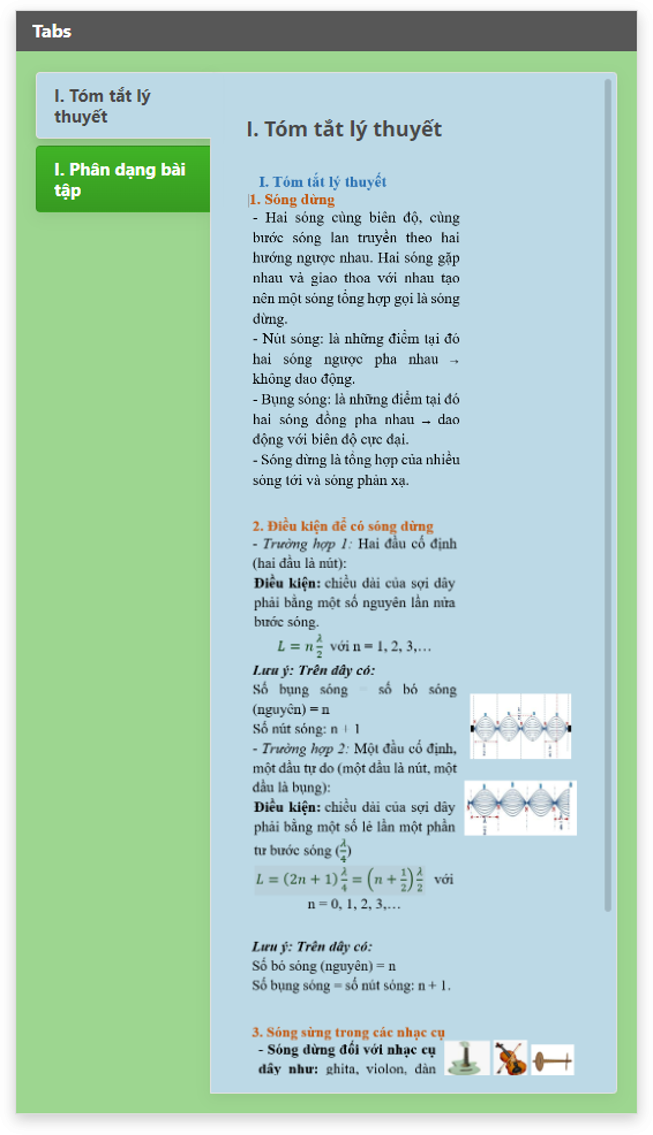 Tabs
I. Tóm tắt lý
thuyết
I. Phân dạng bài
tập
I. Tóm tắt lý thuyết
I. Tóm tắt lý thuyết
1. Sóng dừng
- Hai sóng cùng biên độ, cùng
bước sóng lan truyền theo hai
hướng ngược nhau. Hai sóng gặp
nhau và giao thoa với nhau tạo
nên một sóng tổng hợp gọi là sóng
dừng.
- Nút sóng: là những điểm tại đó
hai sóng ngược pha nhau →
không dao động.
- Bụng sóng: là những điểm tại đó
hai sóng đồng pha nhau → dao
động với biên độ cực đại.
- Sóng dừng là tổng hợp của nhiều
sóng tới và sóng phản xạ.
2. Điều kiện để có sóng dừng
- Trường hợp 1: Hai đầu cố định
(hai đầu là nút):
Điều kiện: chiều dài của sợi dây
phải bằng một số nguyên lần nửa
bước sóng.
L = n λ/2 với n = 1, 2, 3,…
Lưu ý: Trên dây có:
Số bụng sóng = số bó sóng
(nguyên) = n
Số nút sóng: n + 1
- Trường hợp 2: Một đầu cố định,
một đầu tự do (một đầu là nút, một
đầu là bụng):
Điều kiện: chiều dài của sợi dây
phải bằng một số lẻ lần một phần
tư bước sóng (λ/4)
L = (2n + 1) λ/4 = (n + 1/2) λ/2 với
n = 0, 1, 2, 3,…
Lưu ý: Trên dây có:
Số bó sóng (nguyên) = n
Số bụng sóng = số nút sóng: n + 1.
3. Sóng sừng trong các nhạc cụ
- Sóng dừng đối với nhạc cụ
dây như: ghita, violon, đàn